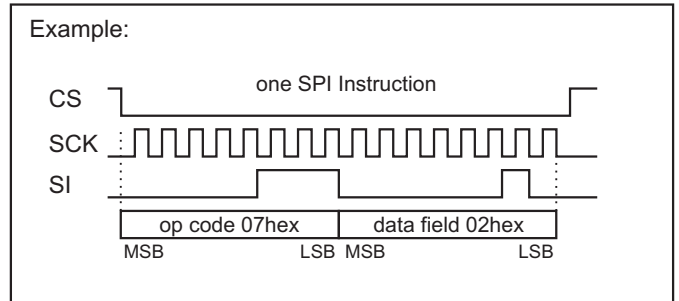 Example:
one SPI Instruction
CS
SCK
SI
op code 07hex data field 02hex
MSB LSB MSB LSB